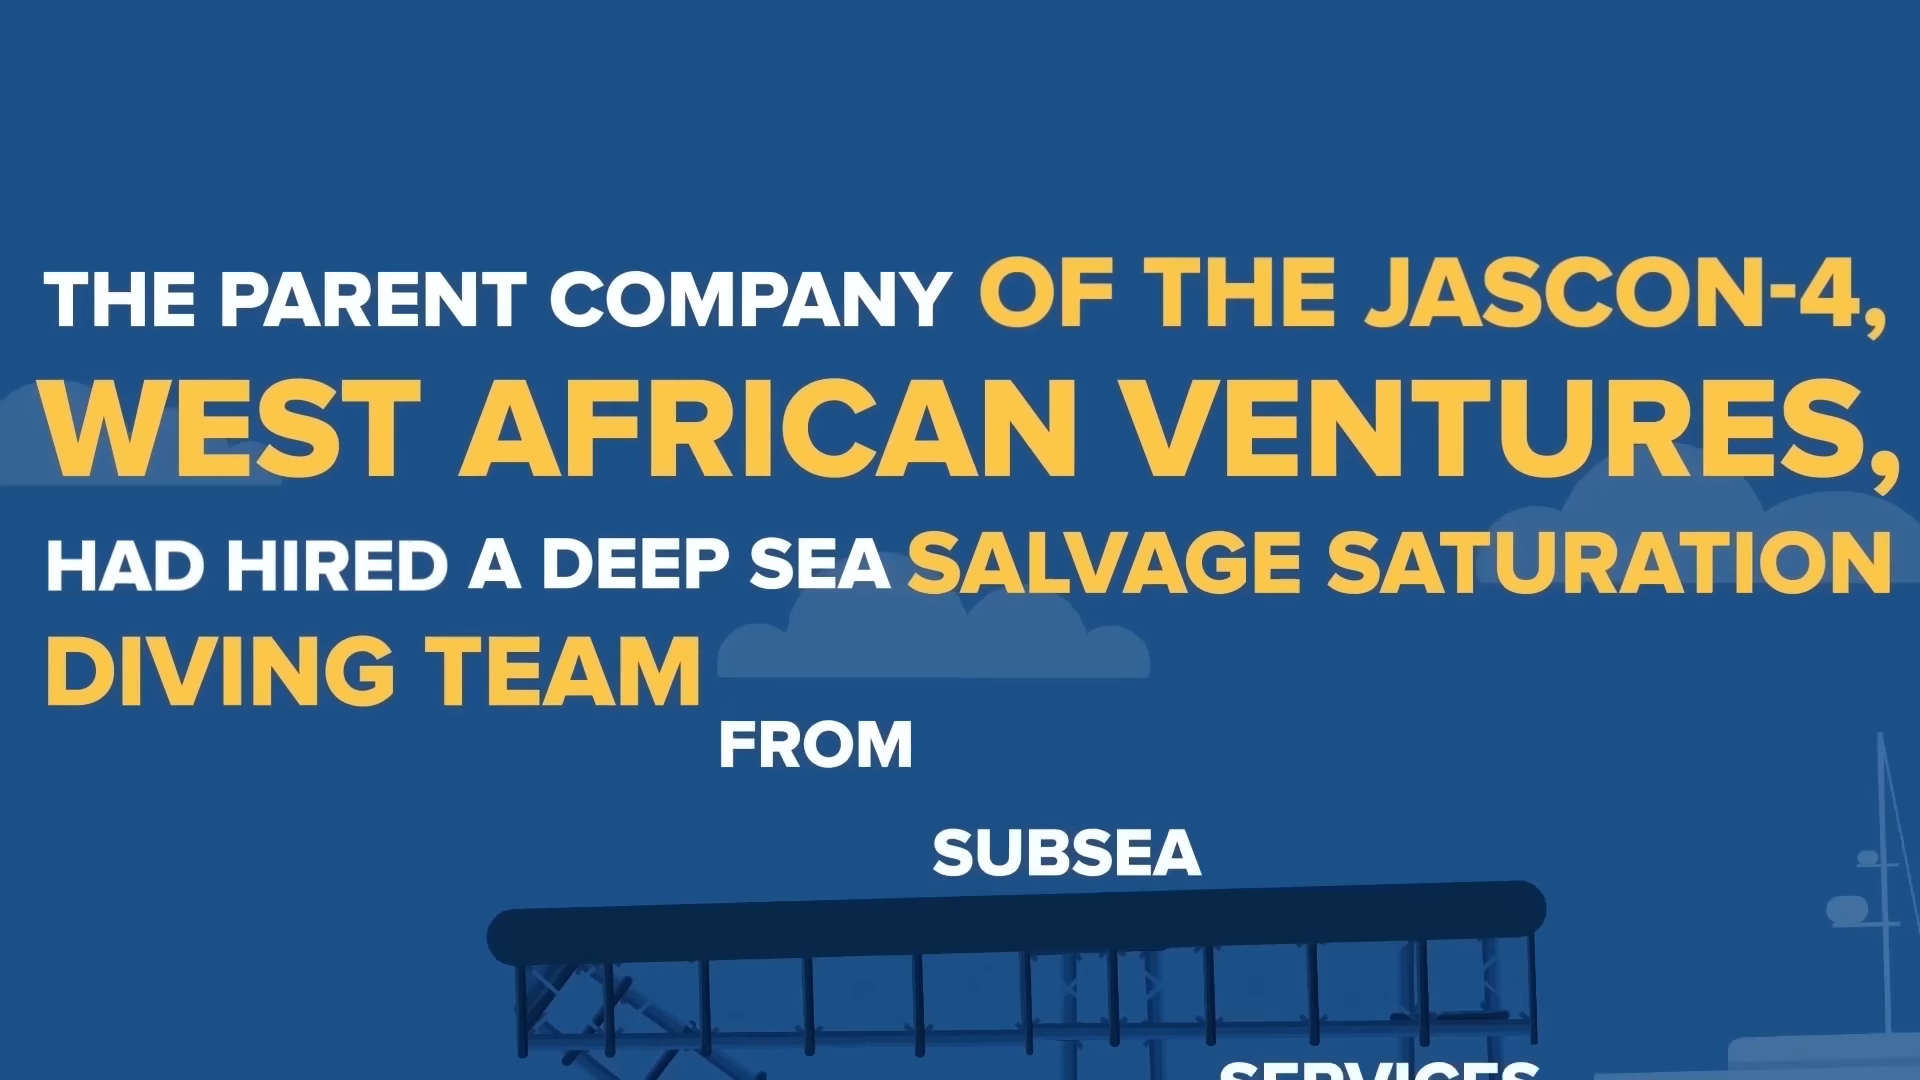 THE PARENT COMPANY OF THE JASCON-4,
WEST AFRICAN VENTURES,
HAD HIRED A DEEP SEA SALVAGE SATURATION
DIVING TEAM
FROM
SUBSEA
SERVICES